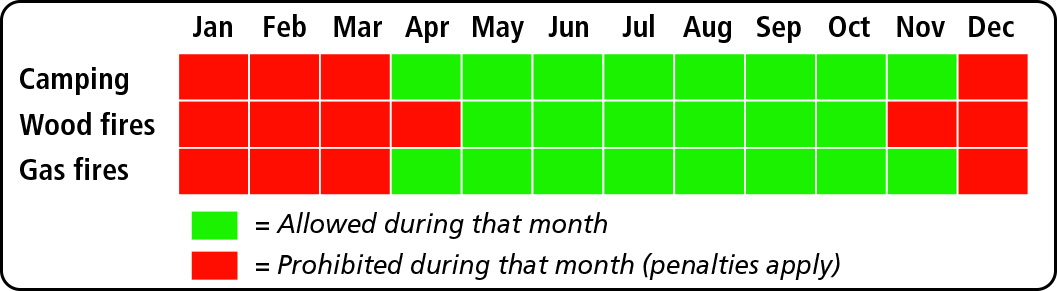 Jan Feb Mar Apr May Jun Jul Aug Sep Oct Nov Dec
Camping
Wood fires
Gas fires
= Allowed during that month
= Prohibited during that month (penalties apply)